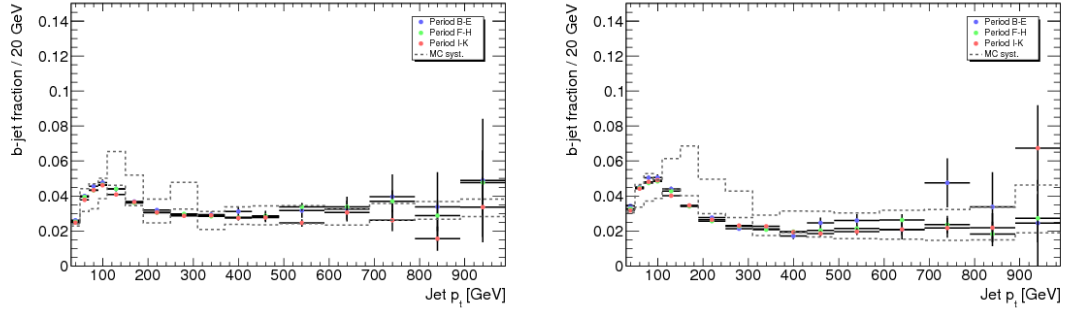 b-jet fraction / 20 GeV
0.14
0.12
0.1
0.08
0.06
0.04
0.02
0
Period B-E
Period F-H
Period I-K
MC syst.
100 200 300 400 500 600 700 800 900
Jet p_t [GeV]
b-jet fraction / 20 GeV
0.14
0.12
0.1
0.08
0.06
0.04
0.02
0
Period B-E
Period F-H
Period I-K
MC syst.
100 200 300 400 500 600 700 800 900
Jet p_t [GeV]